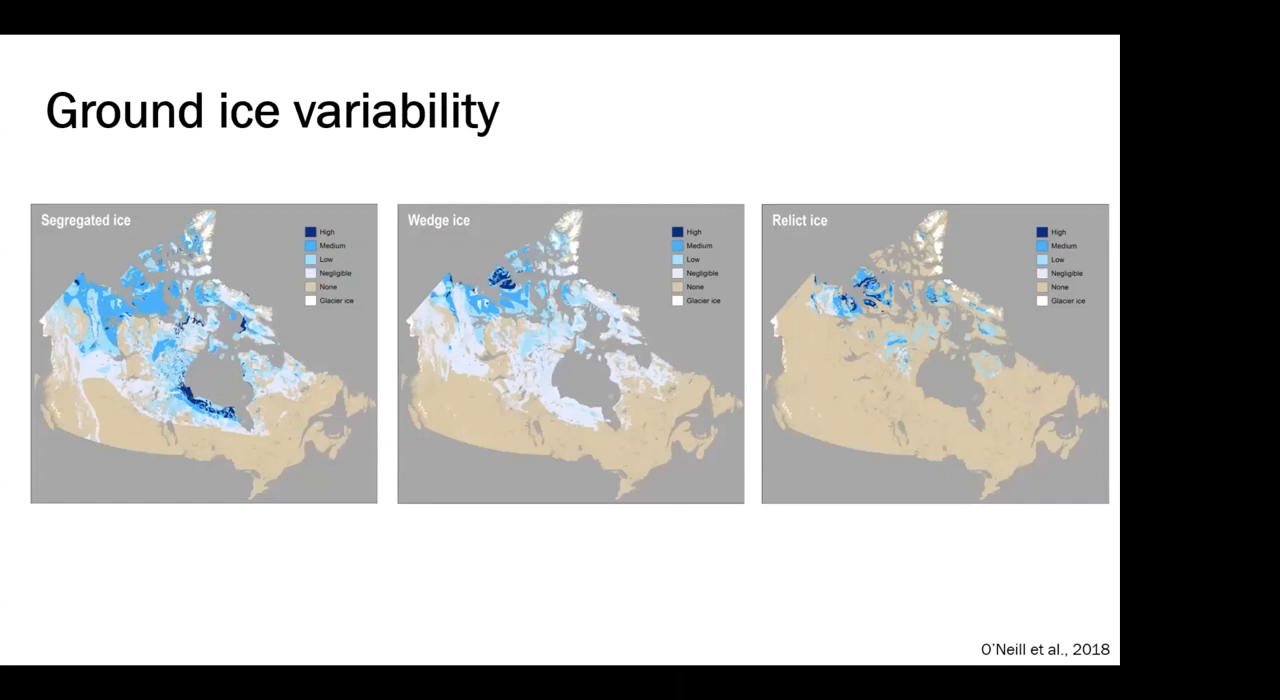 Ground ice variability
Segregated ice
High
Medium
Low
Negligible
None
Glacier ice
Wedge ice
High
Medium
Low
Negligible
None
Glacier ice
Relict ice
High
Medium
Low
Negligible
None
Glacier ice
O'Neill et al., 2018